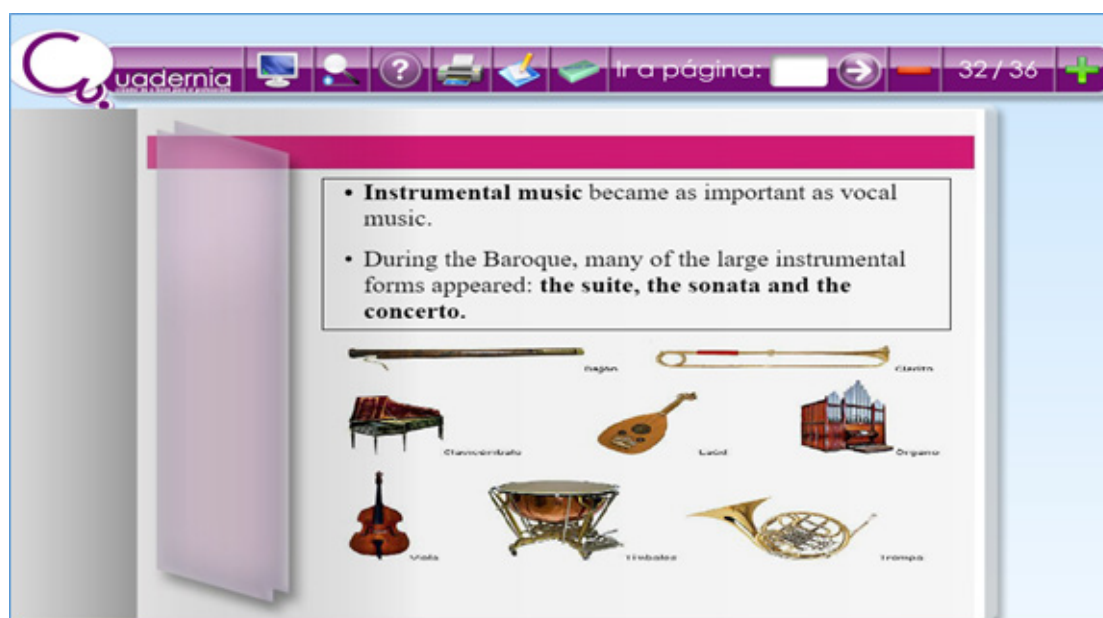 Cuadernia
Ir a página:
32 / 36
• Instrumental music became as important as vocal
music.
• During the Baroque, many of the large instrumental
forms appeared: the suite, the sonata and the
concerto.
Bajón
Clarín
Clavicémbalo
Laúd
Órgano
Viola
Timbales
Trompa